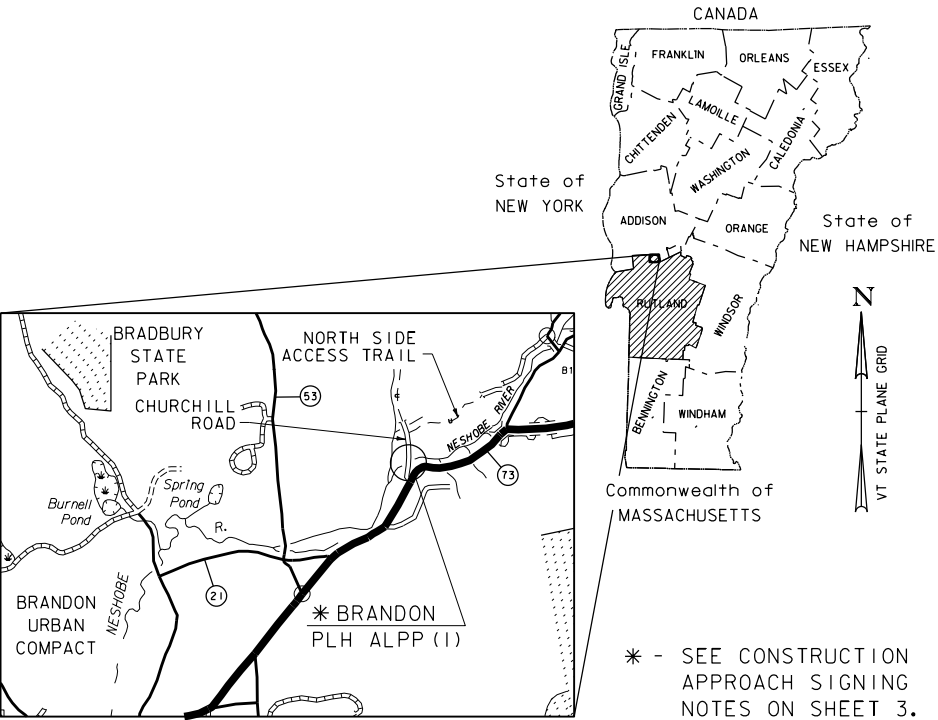 CANADA
FRANKLIN
ORLEANS
ESSEX
GRAND ISLE
LAMOILLE
CHITTENDEN
CALEDONIA
WASHINGTON
State of
NEW YORK
ADDISON
ORANGE
State of
NEW HAMPSHIRE
RUTLAND
WINDSOR
BENNINGTON
WINDHAM
Commonwealth of
MASSACHUSETTS
N
VT STATE PLANE GRID
BRADBURY
STATE
PARK
NORTH SIDE
ACCESS TRAIL
53
CHURCHILL
ROAD
NESHOBE RIVER
B1
73
Burnell
Pond
Spring
Pond
R.
NESHOBE
21
BRANDON
URBAN
COMPACT
* BRANDON
PLH ALPP (1)
* - SEE CONSTRUCTION
APPROACH SIGNING
NOTES ON SHEET 3.